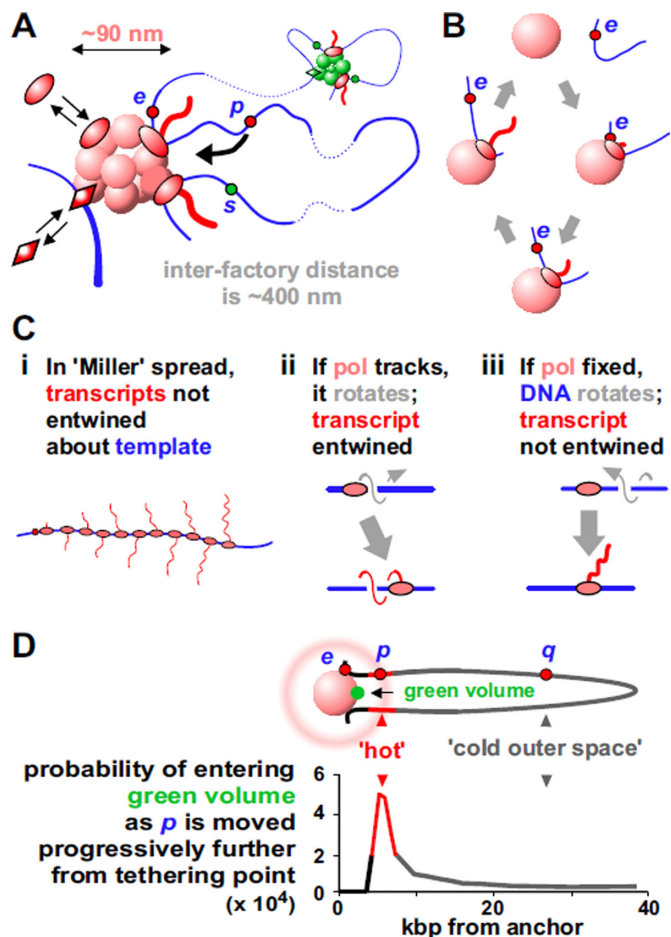 A
~90 nm
e
p
s
inter-factory distance
is ~400 nm
B
e
e
e
e
C
i In 'Miller' spread,
transcripts not
entwined
about template
ii If pol tracks,
it rotates;
transcript
entwined
iii If pol fixed,
DNA rotates;
transcript
not entwined
D
e p q
green volume
'hot' 'cold outer space'
probability of entering
green volume
as p is moved
progressively further
from tethering point
(x 10⁴)
6
4
2
0
0 20 40
kbp from anchor